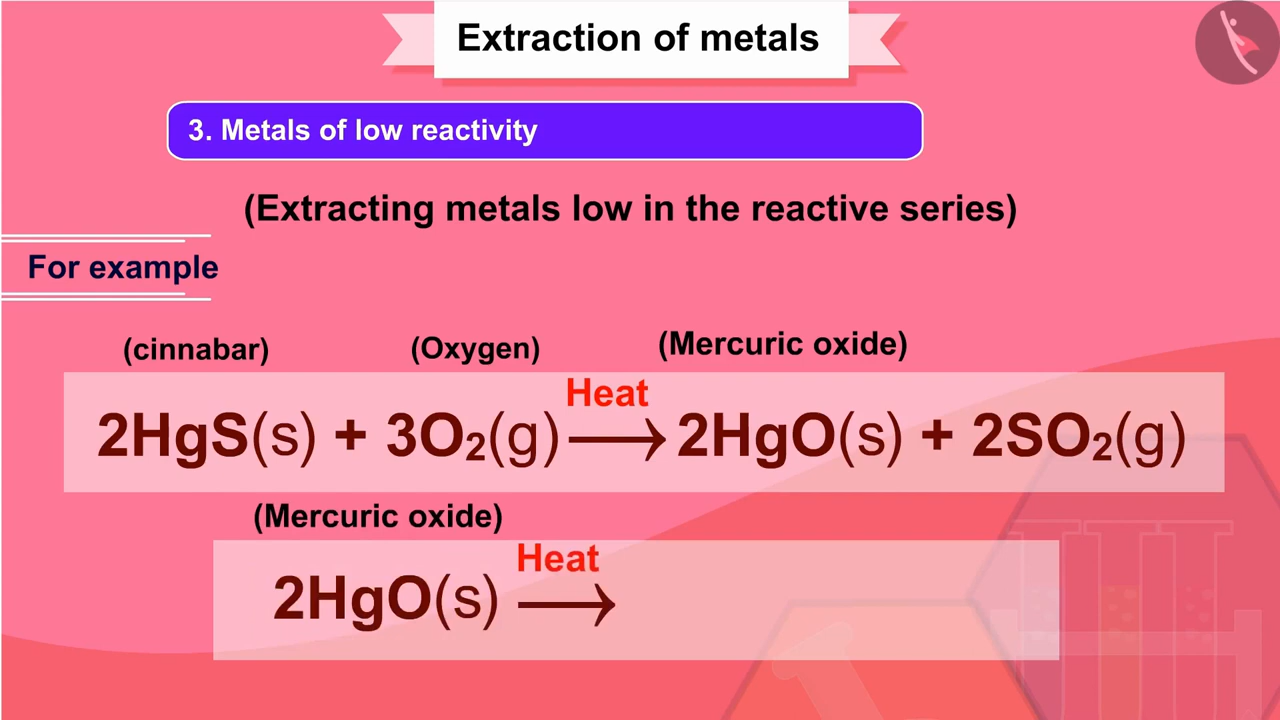 Extraction of metals
3. Metals of low reactivity
(Extracting metals low in the reactive series)
For example
(cinnabar) (Oxygen) (Mercuric oxide)
Heat
2HgS(s) + 3O₂(g) ⟶ 2HgO(s) + 2SO₂(g)
(Mercuric oxide)
Heat
2HgO(s) ⟶